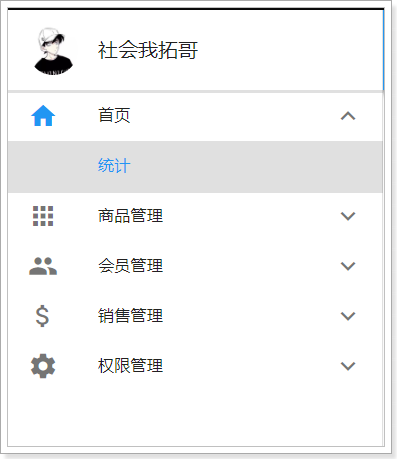 社会我拓哥
首页
统计
商品管理
会员管理
销售管理
权限管理